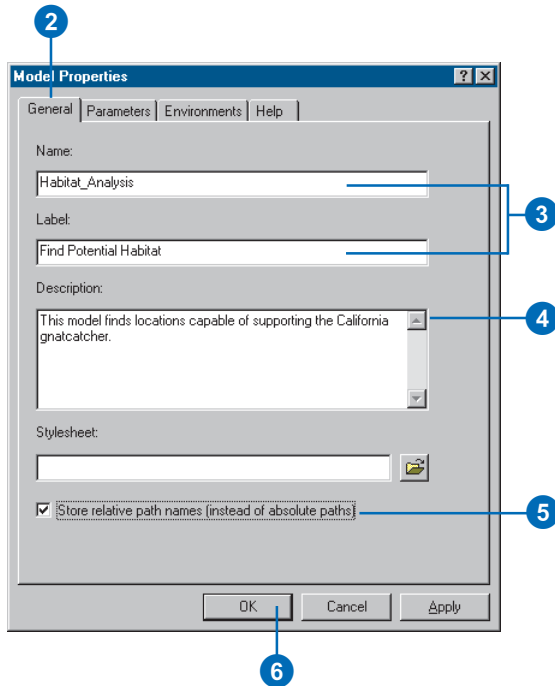 2
Model Properties
General Parameters Environments Help
Name:
Habitat_Analysis
3
Label:
Find Potential Habitat
Description:
This model finds locations capable of supporting the California
gnatcatcher.
4
Stylesheet:
Store relative path names (instead of absolute paths)
5
OK Cancel Apply
6